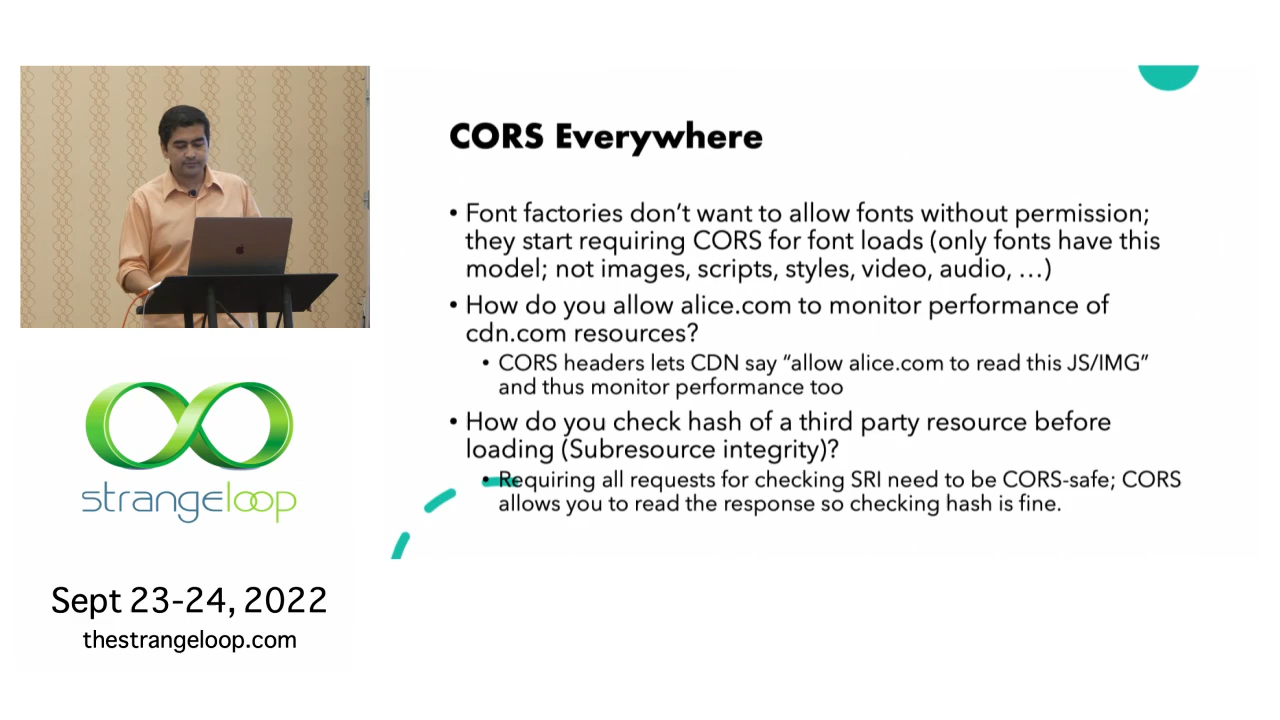 CORS Everywhere
• Font factories don't want to allow fonts without permission;
they start requiring CORS for font loads (only fonts have this
model; not images, scripts, styles, video, audio, …)
• How do you allow alice.com to monitor performance of
cdn.com resources?
• CORS headers lets CDN say “allow alice.com to read this JS/IMG”
and thus monitor performance too
• How do you check hash of a third party resource before
loading (Subresource integrity)?
• Requiring all requests for checking SRI need to be CORS-safe; CORS
allows you to read the response so checking hash is fine.
strangeloop
Sept 23-24, 2022
thestrangeloop.com